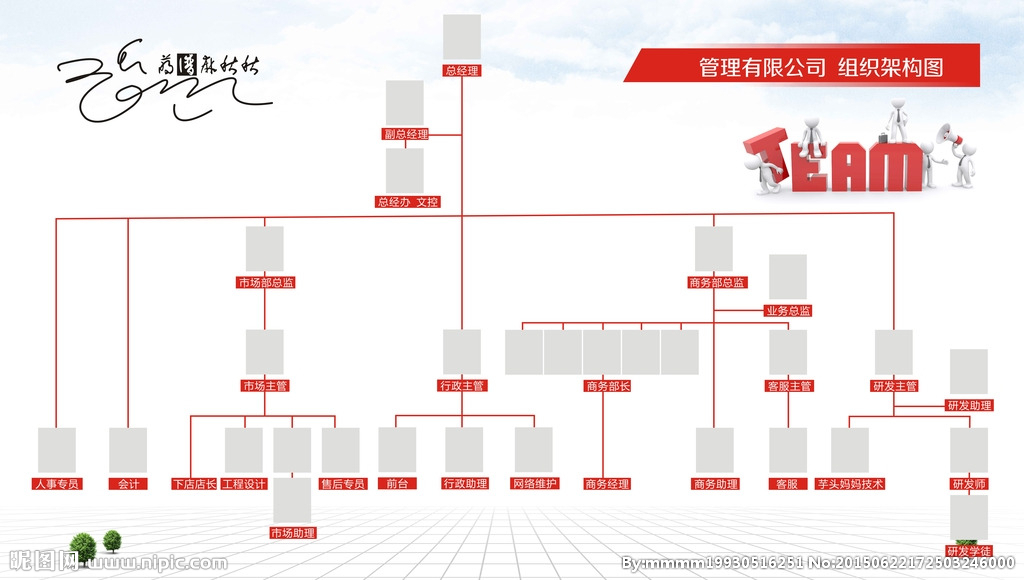 总经理
管理有限公司 组织架构图
TEAM
副总经理
总经办 文控
市场部总监
商务部总监
业务总监
市场主管
行政主管
商务部长
客服主管
研发主管
研发助理
人事专员
会计
下店店长
工程设计
售后专员
前台
行政助理
网络维护
商务经理
商务助理
客服
芋头妈妈技术
研发师
市场助理
研发学徒
昵图网 www.nipic.com
By:mmmm19930516251 No:20150622172503246000